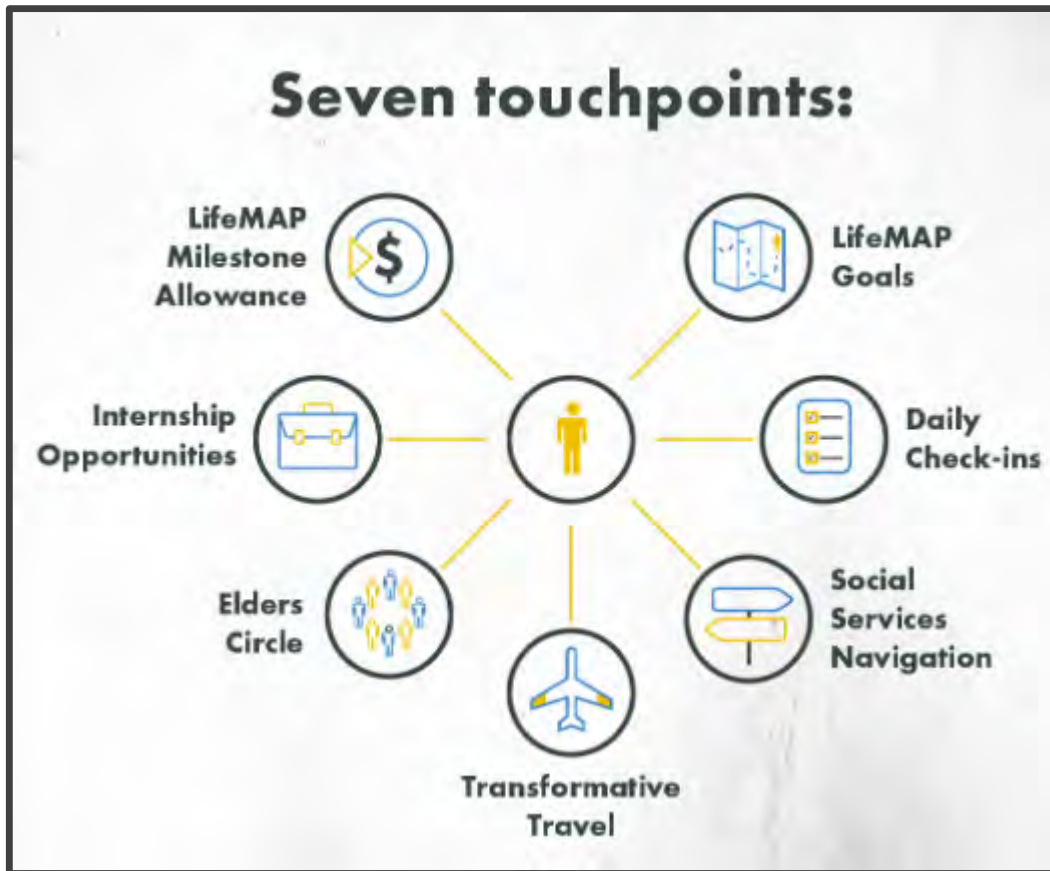 Seven touchpoints:
LifeMAP
Milestone
Allowance
$
LifeMAP
Goals
Internship
Opportunities
Daily
Check-ins
Elders
Circle
Social
Services
Navigation
Transformative
Travel